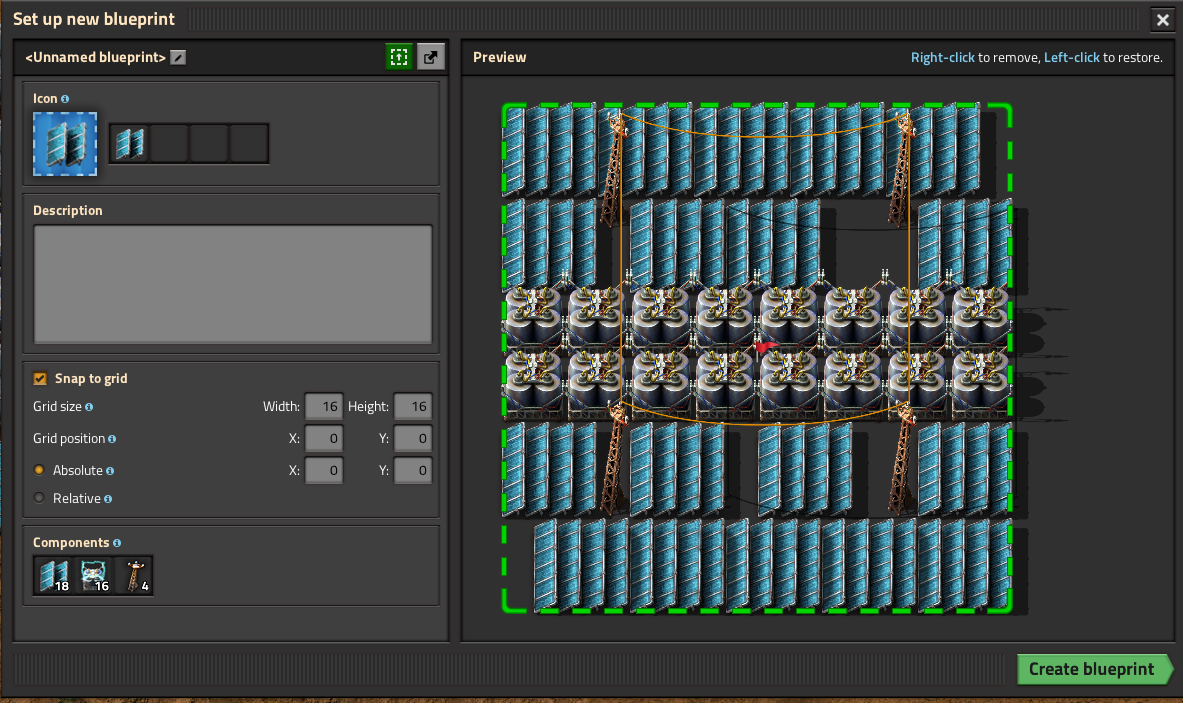 Set up new blueprint
<Unnamed blueprint>
Preview
Right-click to remove, Left-click to restore.
Icon
Description
Snap to grid
Grid size Width: 16 Height: 16
Grid position X: 0 Y: 0
Absolute X: 0 Y: 0
Relative
Components
18 16 4
Create blueprint